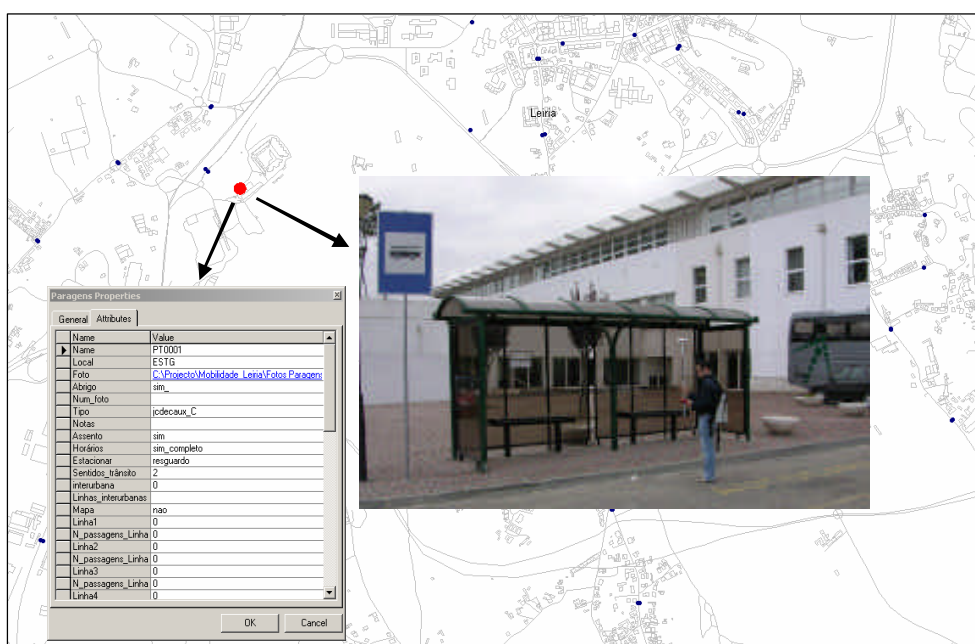 Leiria
Paragens Properties
General Attributes
Name Value
Name PT0001
Local ESTG
Foto C:\Projecto\Mobilidade_Leiria\Fotos Paragens
Abrigo sim_
Num_foto
Tipo jcdecaux_C
Notas
Assento sim
Horários sim_completo
Estacionar resguardo
Sentidos_trânsito 2
interurbana 0
Linhas_interurbanas
Mapa nao
Linha1 0
N_passagens_Linha 0
Linha2 0
N_passagens_Linha 0
Linha3 0
N_passagens_Linha 0
Linha4 0
OK Cancel